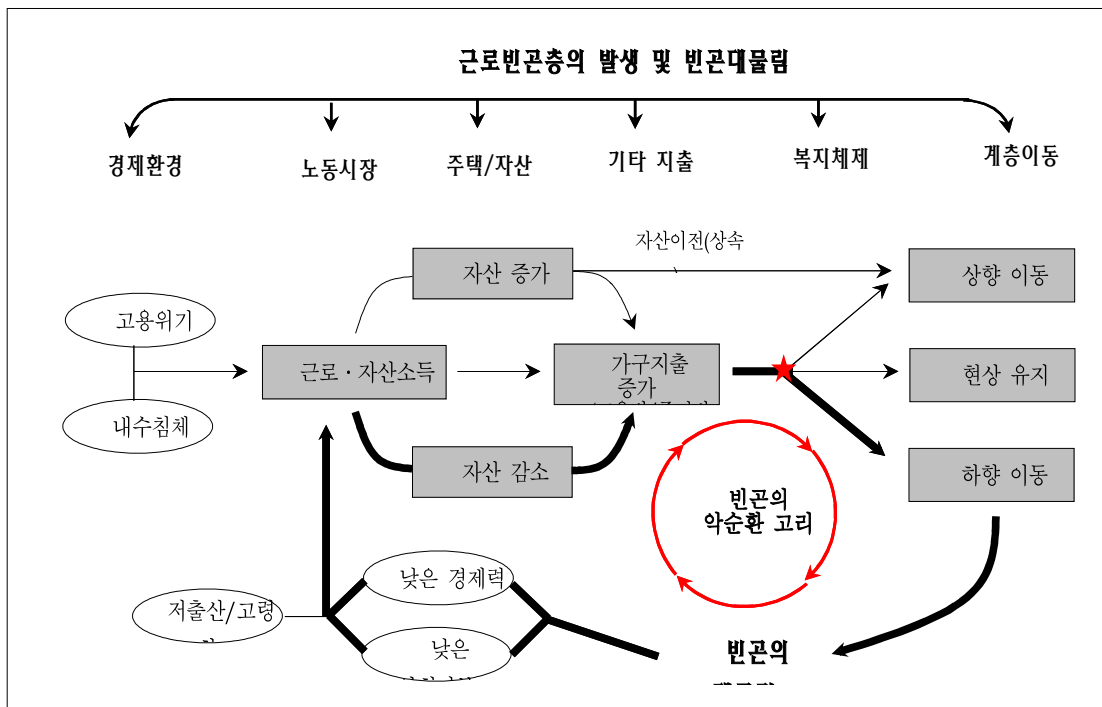 근로빈곤층의 발생 및 빈곤대물림
경제환경
노동시장
주택/자산
기타 지출
복지체제
계층이동
자산이전(상속
자산 증가
상향 이동
고용위기
근로·자산소득
가구지출
증가
현상 유지
내수침체
자산 감소
하향 이동
빈곤의
악순환 고리
낮은 경제력
저출산/고령
낮은
빈곤의